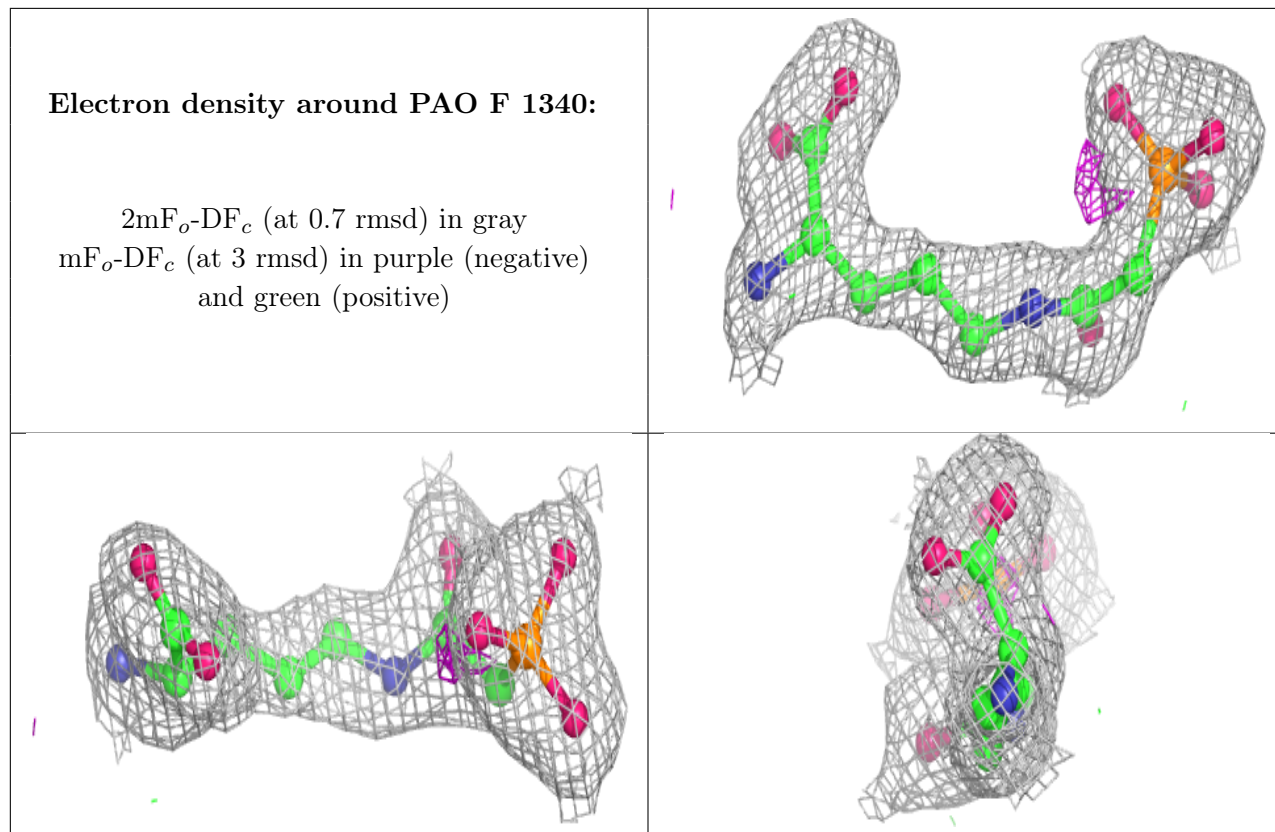 Electron density around PAO F 1340:
2mFo-DFc (at 0.7 rmsd) in gray
mFo-DFc (at 3 rmsd) in purple (negative)
and green (positive)